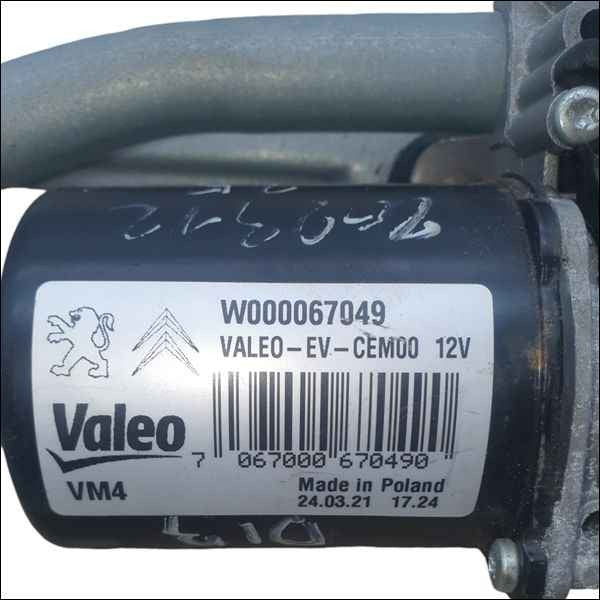 W000067049
VALEO-EV-CEM00 12V
Valeo
7 067000 670490
VM4
Made in Poland
24.03.21 17.24